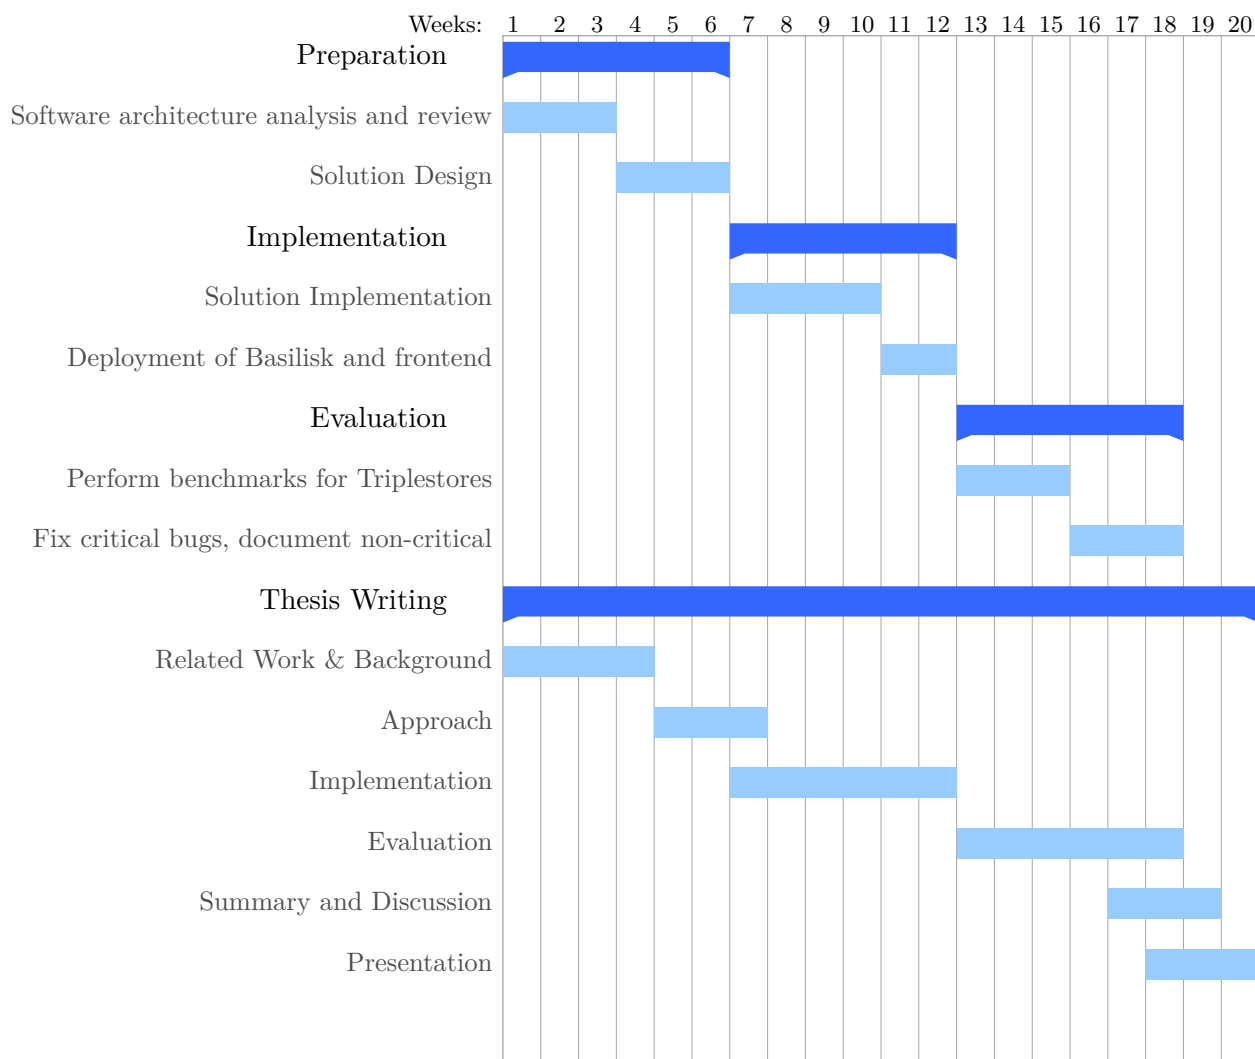 Weeks: 1 2 3 4 5 6 7 8 9 10 11 12 13 14 15 16 17 18 19 20
Preparation
Software architecture analysis and review
Solution Design
Implementation
Solution Implementation
Deployment of Basilisk and frontend
Evaluation
Perform benchmarks for Triplestores
Fix critical bugs, document non-critical
Thesis Writing
Related Work & Background
Approach
Implementation
Evaluation
Summary and Discussion
Presentation